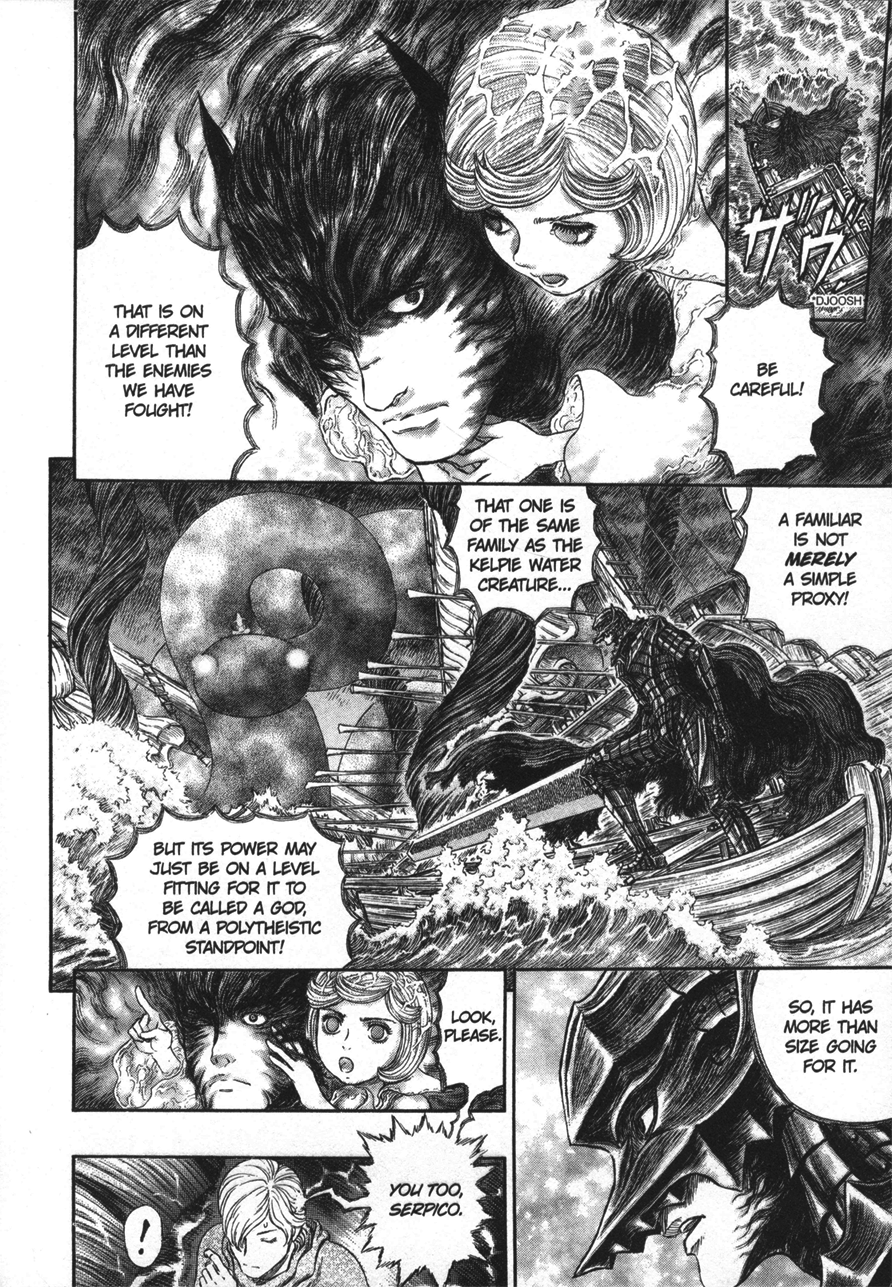 ザザザ
*DJOOSH
BE
CAREFUL!
THAT IS ON
A DIFFERENT
LEVEL THAN
THE ENEMIES
WE HAVE
FOUGHT!
A FAMILIAR
IS NOT
MERELY
A SIMPLE
PROXY!
THAT ONE IS
OF THE SAME
FAMILY AS THE
KELPIE WATER
CREATURE...
BUT ITS POWER MAY
JUST BE ON A LEVEL
FITTING FOR IT TO
BE CALLED A GOD,
FROM A POLYTHEISTIC
STANDPOINT!
SO, IT HAS
MORE THAN
SIZE GOING
FOR IT.
LOOK,
PLEASE.
YOU TOO,
SERPICO.
!